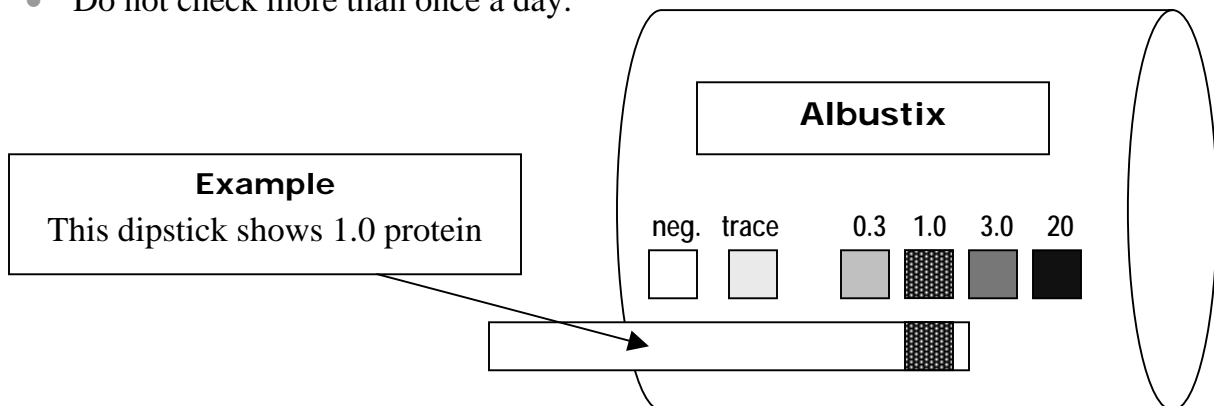 • Do not check more than once a day.
Albustix
Example
This dipstick shows 1.0 protein
neg. trace 0.3 1.0 3.0 20